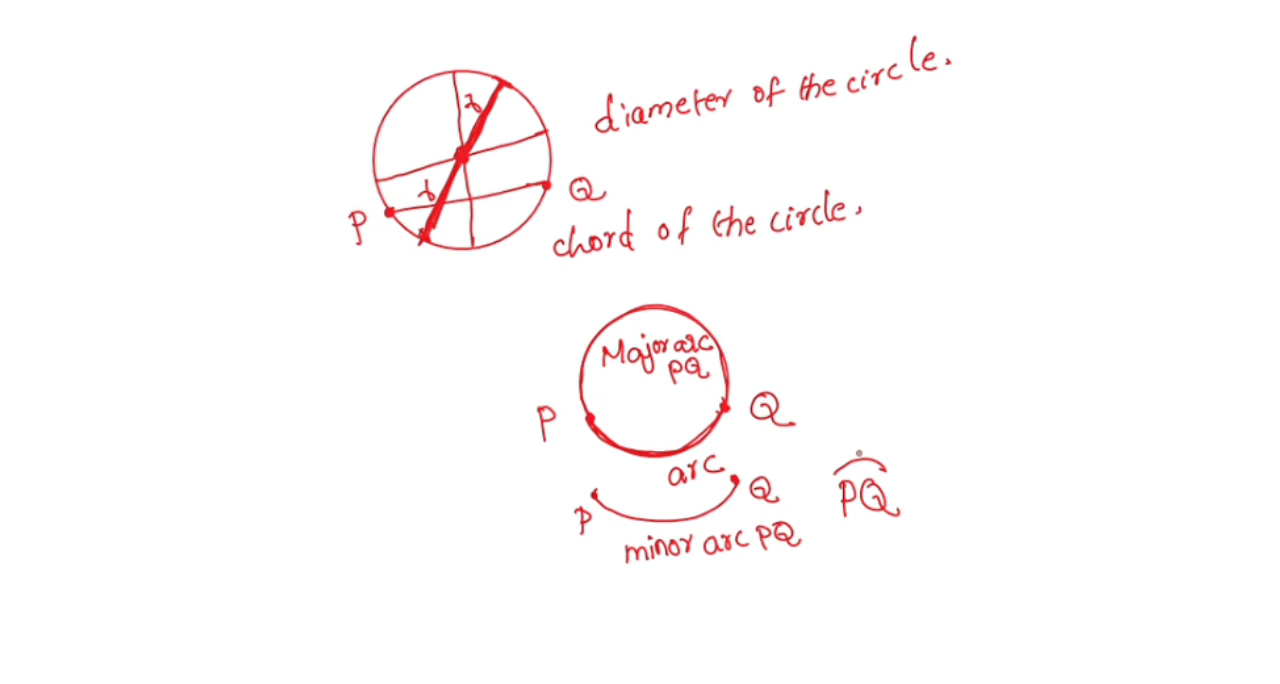 diameter of the circle.
r
r
P
Q
chord of the circle.
Major arc
PQ
P
Q
arc
P
Q
PQ
minor arc PQ